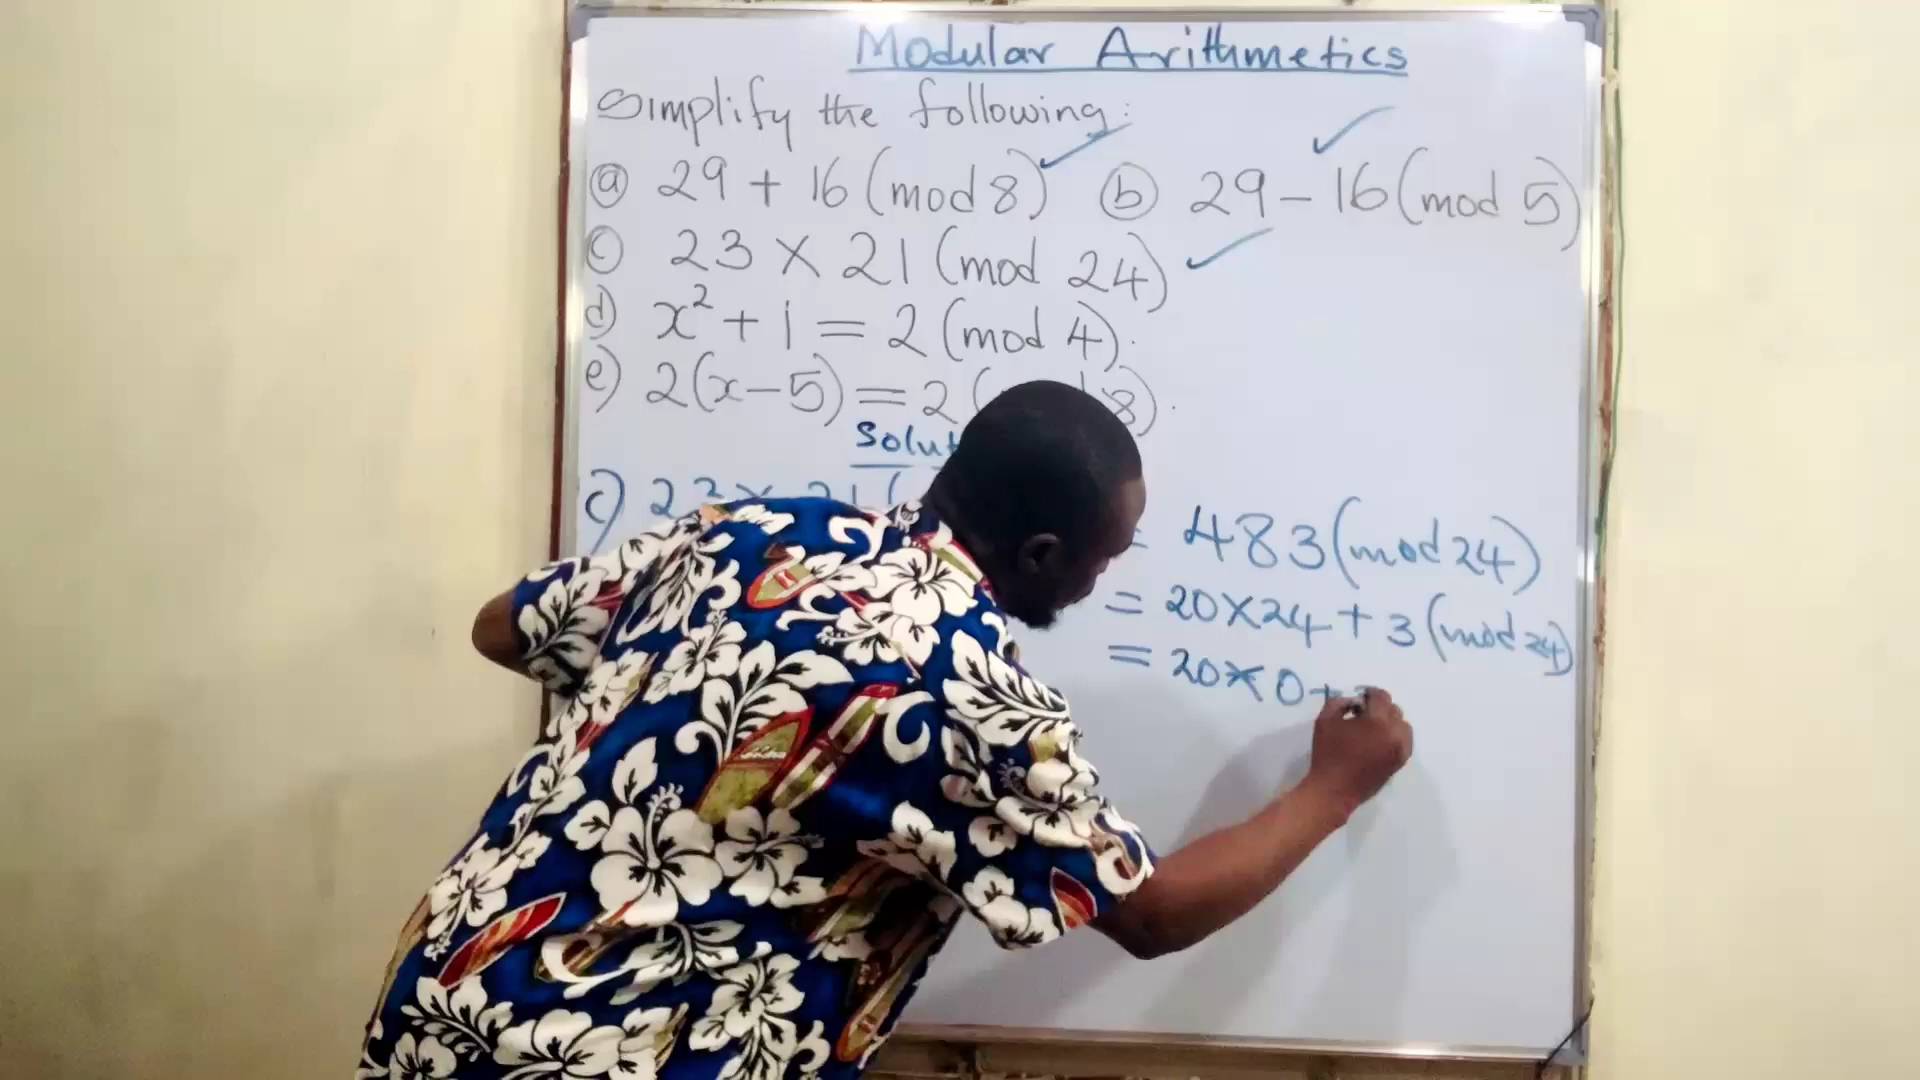 Modular Arithmetics
Simplify the following:
ⓐ 29 + 16 (mod 8) ✓ ⓑ 29 - 16 (mod 5) ✓
ⓒ 23 × 21 (mod 24) ✓
d) x² + 1 = 2 (mod 4).
e) 2(x - 5) = 2 ( 8).
c) 23 × 21 (
= 483 (mod 24)
= 20 × 24 + 3 (mod 24)
= 20 × 0 +